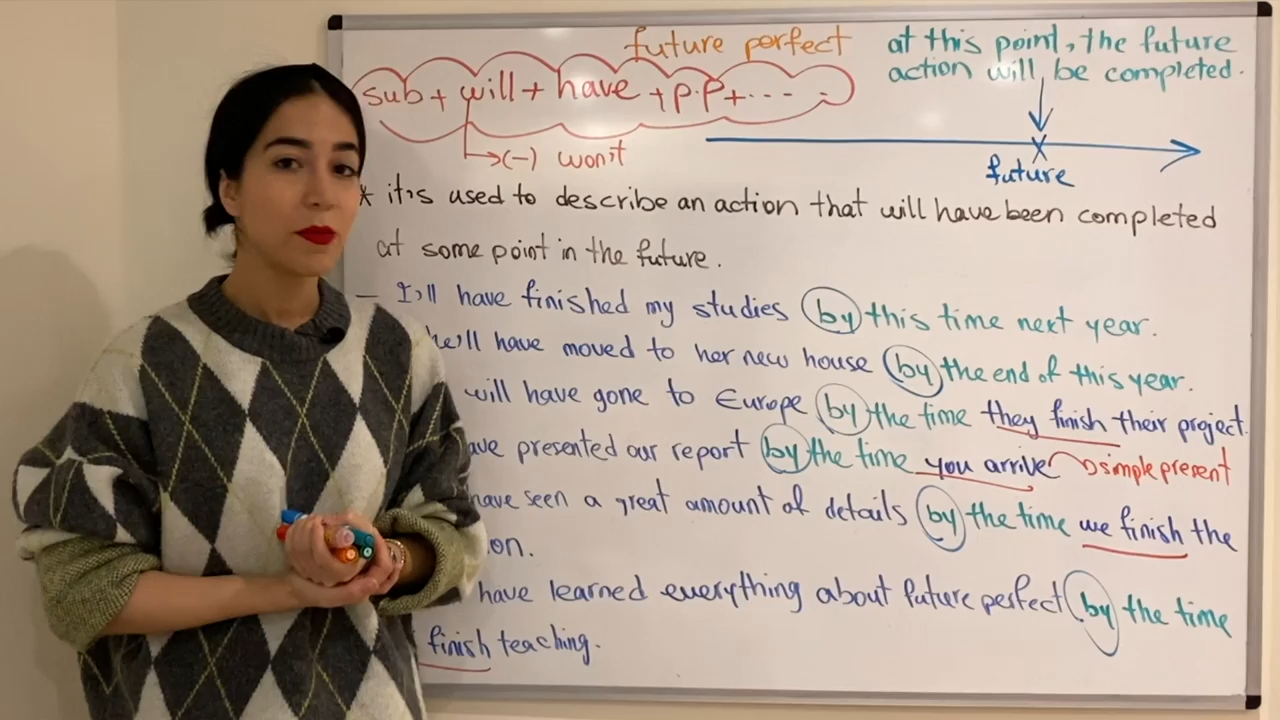 future perfect
at this point, the future
action will be completed.
sub + will + have + p.p + ....
→(-) won't
future
* it's used to describe an action that will have been completed
at some point in the future.
- I'll have finished my studies by this time next year.
he'll have moved to her new house by the end of this year.
will have gone to Europe by the time they finish their project.
ave presented our report by the time you arrive → simple present
have seen a great amount of details by the time we finish the
on.
have learned everything about future perfect by the time
finish teaching.